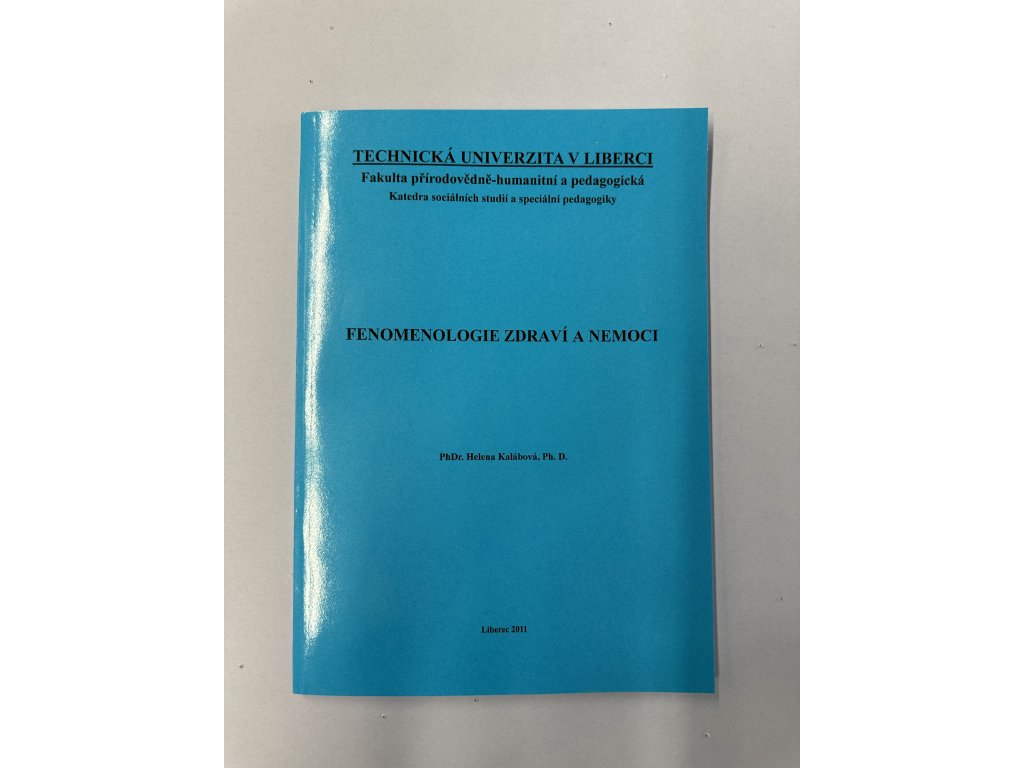 TECHNICKÁ UNIVERZITA V LIBERCI
Fakulta přírodovědně-humanitní a pedagogická
Katedra sociálních studií a speciální pedagogiky
FENOMENOLOGIE ZDRAVÍ A NEMOCI
PhDr. Helena Kalábová, Ph. D.
Liberec 2011